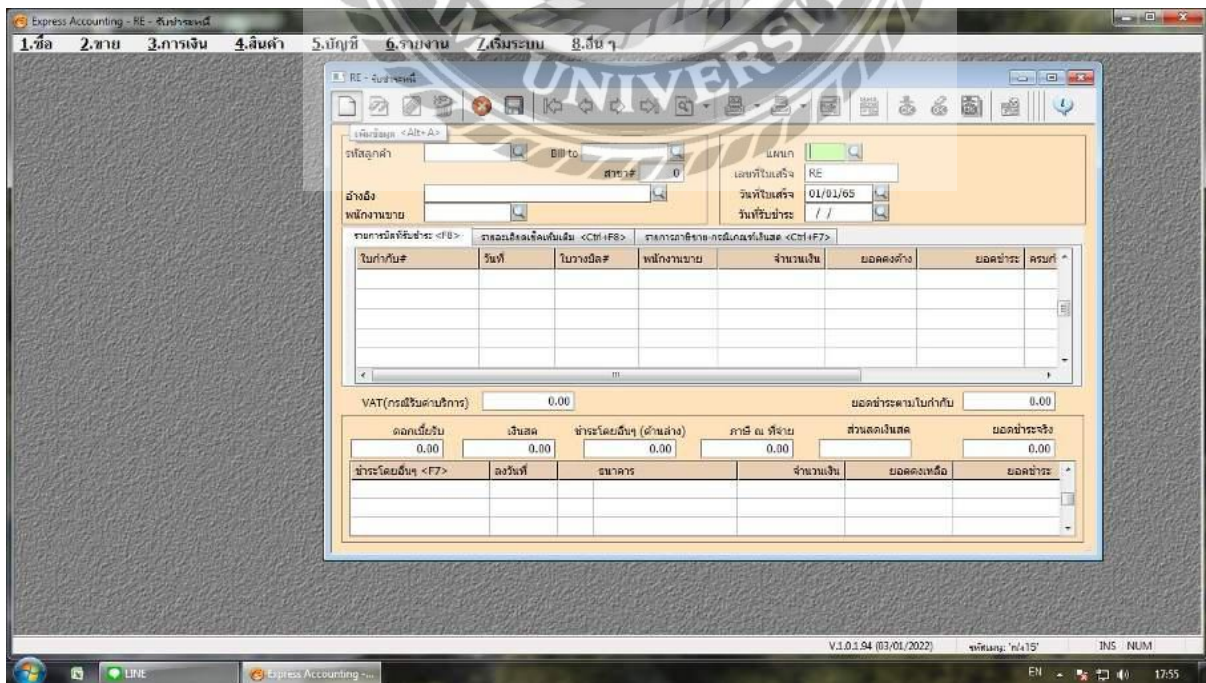 Express Accounting - RE - รับชำระหนี้
1.ซื้อ 2.ขาย 3.การเงิน 4.สินค้า 5.บัญชี 6.รายงาน 7.เริ่มระบบ 8.อื่น ๆ
UNIVERSI
RE - รับชำระหนี้
เพิ่มข้อมูล <Alt+A>
รหัสลูกค้า Bill to แผนก
สาขา# 0 เลขที่ใบเสร็จ RE
อ้างอิง วันที่ใบเสร็จ 01/01/65
พนักงานขาย วันที่รับชำระ / /
รายการบิลที่รับชำระ <F8> รายละเอียดเช็คเพิ่มเติม <Ctrl+F8> รายการภาษีขาย-กรณีเกณฑ์เงินสด <Ctrl+F7>
ใบกำกับ# วันที่ ใบวางบิล# พนักงานขาย จำนวนเงิน ยอดคงค้าง ยอดชำระ ครบกำ
VAT(กรณีรับค่าบริการ) 0.00 ยอดชำระตามใบกำกับ 0.00
ดอกเบี้ยรับ เงินสด ชำระโดยอื่นๆ (ด้านล่าง) ภาษี ณ ที่จ่าย ส่วนลดเงินสด ยอดชำระจริง
0.00 0.00 0.00 0.00 0.00
ชำระโดยอื่นๆ <F7> ลงวันที่ ธนาคาร จำนวนเงิน ยอดคงเหลือ ยอดชำระ
V.1.0.1.94 (03/01/2022) INS NUM
LINE Express Accounting -... EN 17:55